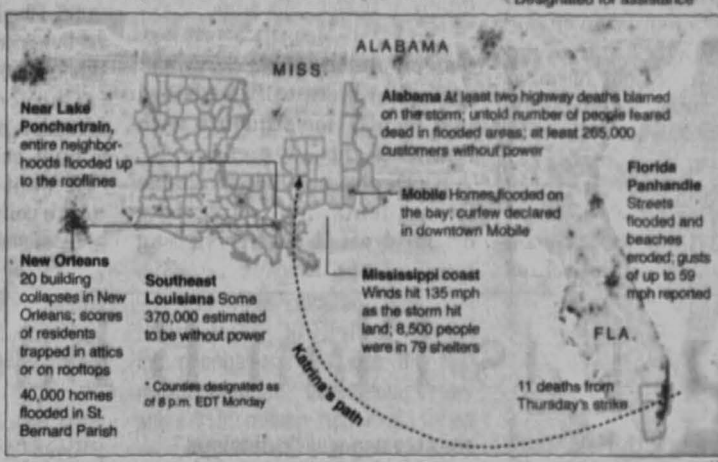 Designated for assistance
ALABAMA
MISS.
Near Lake
Ponchartrain,
entire neighbor-
hoods flooded up
to the rooflines
Alabama At least two highway deaths blamed
on the storm; untold number of people feared
dead in flooded areas; at least 265,000
customers without power
Florida
Panhandle
Streets
flooded and
beaches
eroded; gusts
of up to 59
mph reported
Mobile Homes flooded on
the bay; curfew declared
in downtown Mobile
New Orleans
20 building
collapses in New
Orleans; scores
of residents
trapped in attics
or on rooftops
40,000 homes
flooded in St.
Bernard Parish
Southeast
Louisiana Some
370,000 estimated
to be without power
* Counties designated as
of 8 p.m. EDT Monday
Mississippi coast
Winds hit 135 mph
as the storm hit
land; 8,500 people
were in 79 shelters
Katrina's path
FLA.
11 deaths from
Thursday's strike